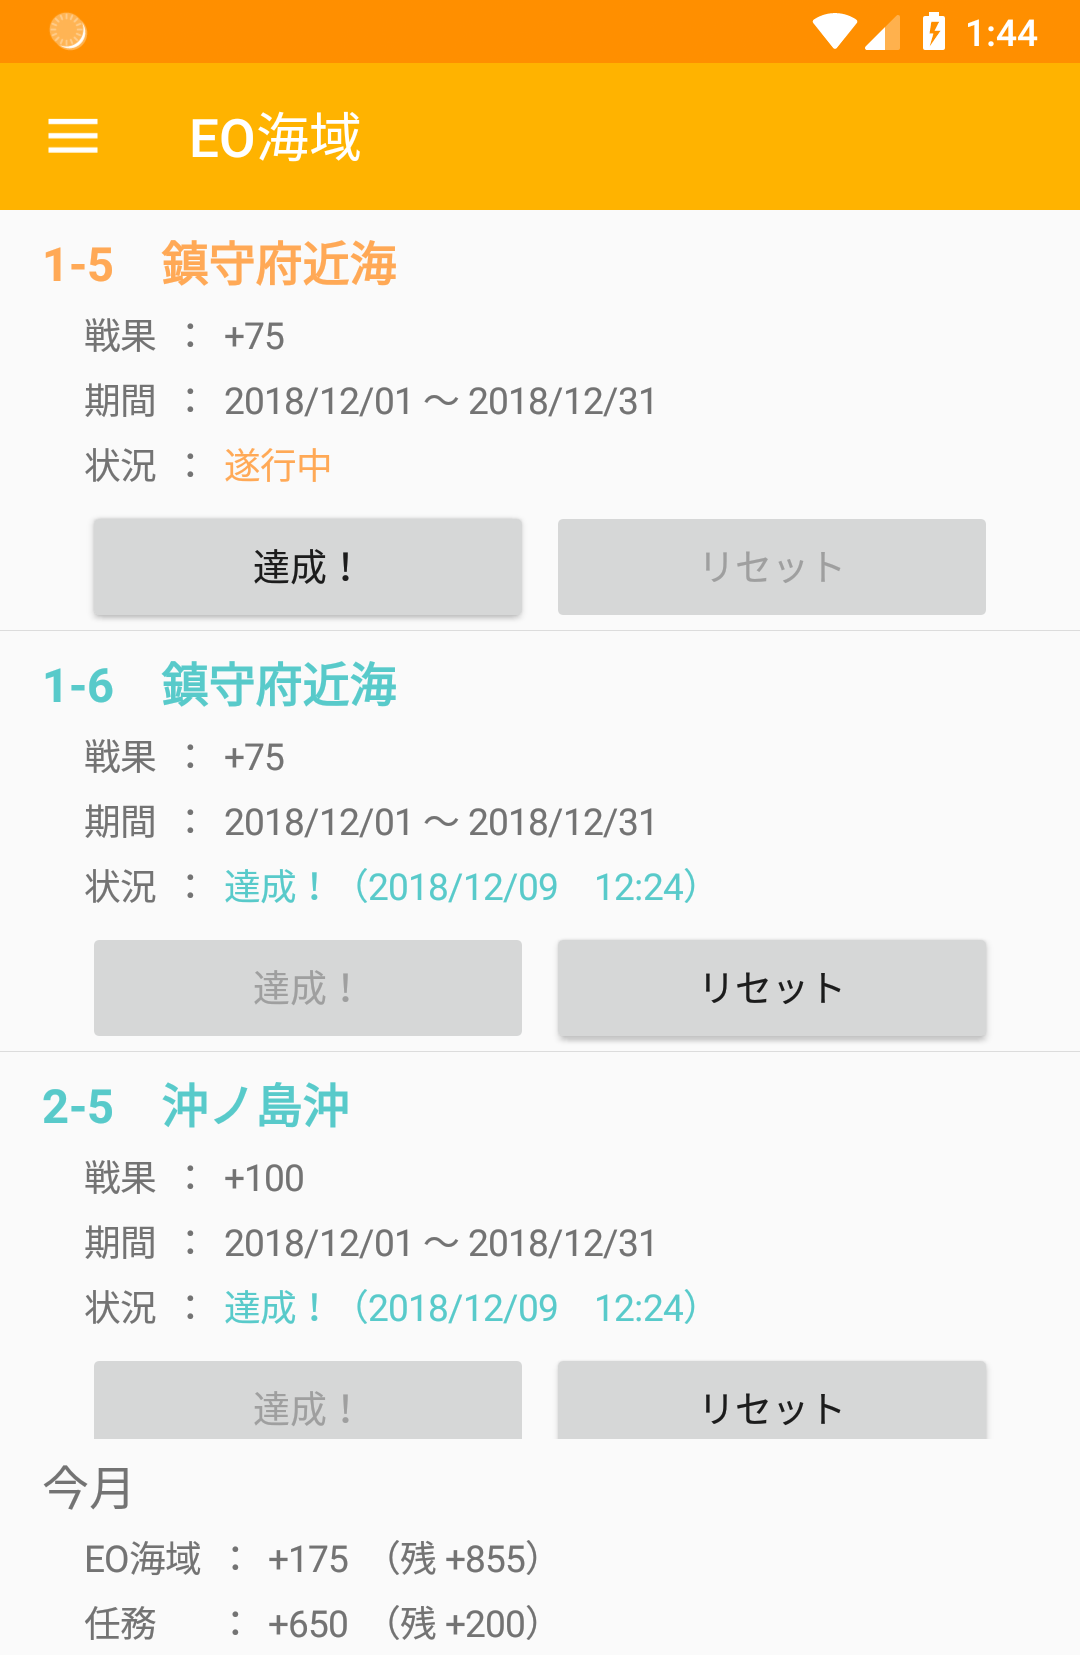 1:44
EO海域
1-5　鎮守府近海
戦果 ： +75
期間 ： 2018/12/01 ～ 2018/12/31
状況 ： 遂行中
達成！ リセット
1-6　鎮守府近海
戦果 ： +75
期間 ： 2018/12/01 ～ 2018/12/31
状況 ： 達成！（2018/12/09　12:24）
達成！ リセット
2-5　沖ノ島沖
戦果 ： +100
期間 ： 2018/12/01 ～ 2018/12/31
状況 ： 達成！（2018/12/09　12:24）
達成！ リセット
今月
EO海域 ： +175 （残 +855）
任務 ： +650 （残 +200）